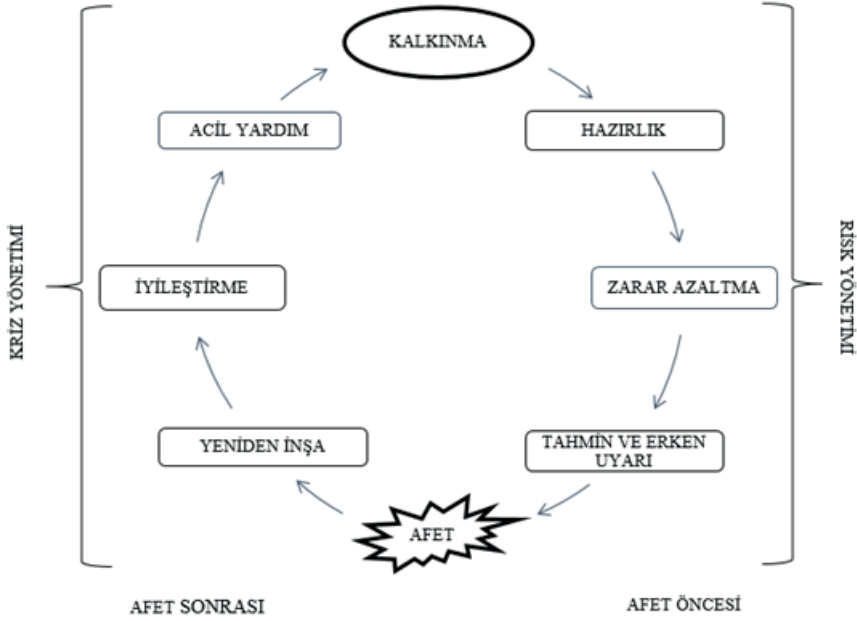 KALKINMA
ACİL YARDIM
HAZIRLIK
KRİZ YÖNETİMİ
İYİLEŞTİRME
ZARAR AZALTMA
RİSK YÖNETİMİ
YENİDEN İNŞA
TAHMİN VE ERKEN
UYARI
AFET
AFET SONRASI
AFET ÖNCESİ